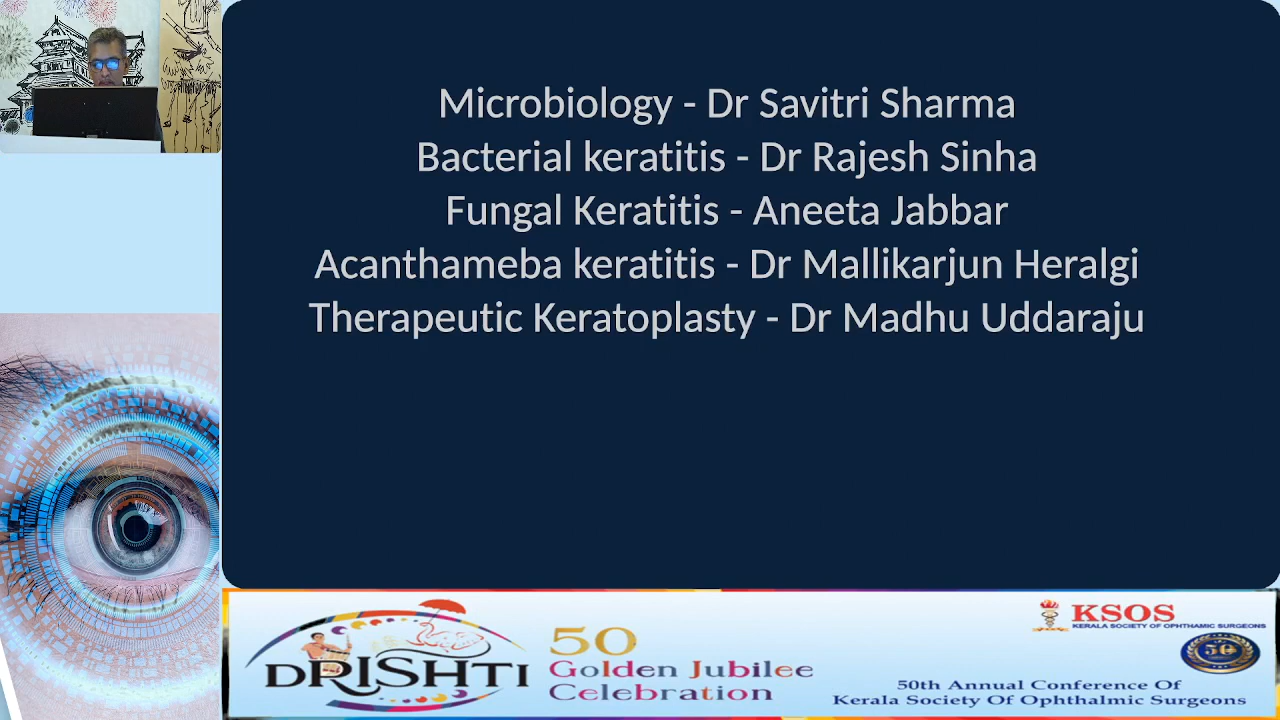 Microbiology - Dr Savitri Sharma
Bacterial keratitis - Dr Rajesh Sinha
Fungal Keratitis - Aneeta Jabbar
Acanthameba keratitis - Dr Mallikarjun Heralgi
Therapeutic Keratoplasty - Dr Madhu Uddaraju
DRISHTI
50
Golden Jubilee
Celebration
KSOS
KERALA SOCIETY OF OPHTHAMIC SURGEONS
50
50th Annual Conference Of
Kerala Society Of Ophthalmic Surgeons